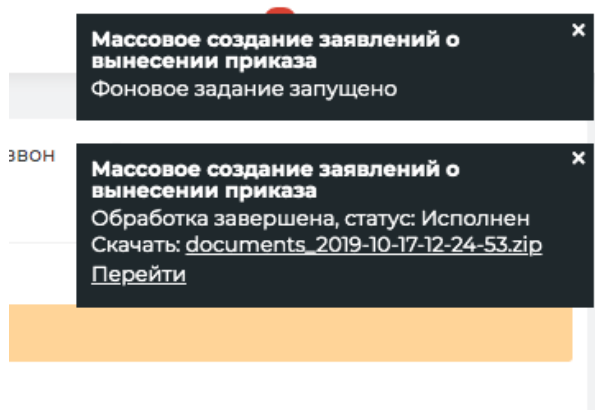 Массовое создание заявлений о
вынесении приказа
Фоновое задание запущено
звон
Массовое создание заявлений о
вынесении приказа
Обработка завершена, статус: Исполнен
Скачать: documents_2019-10-17-12-24-53.zip
Перейти